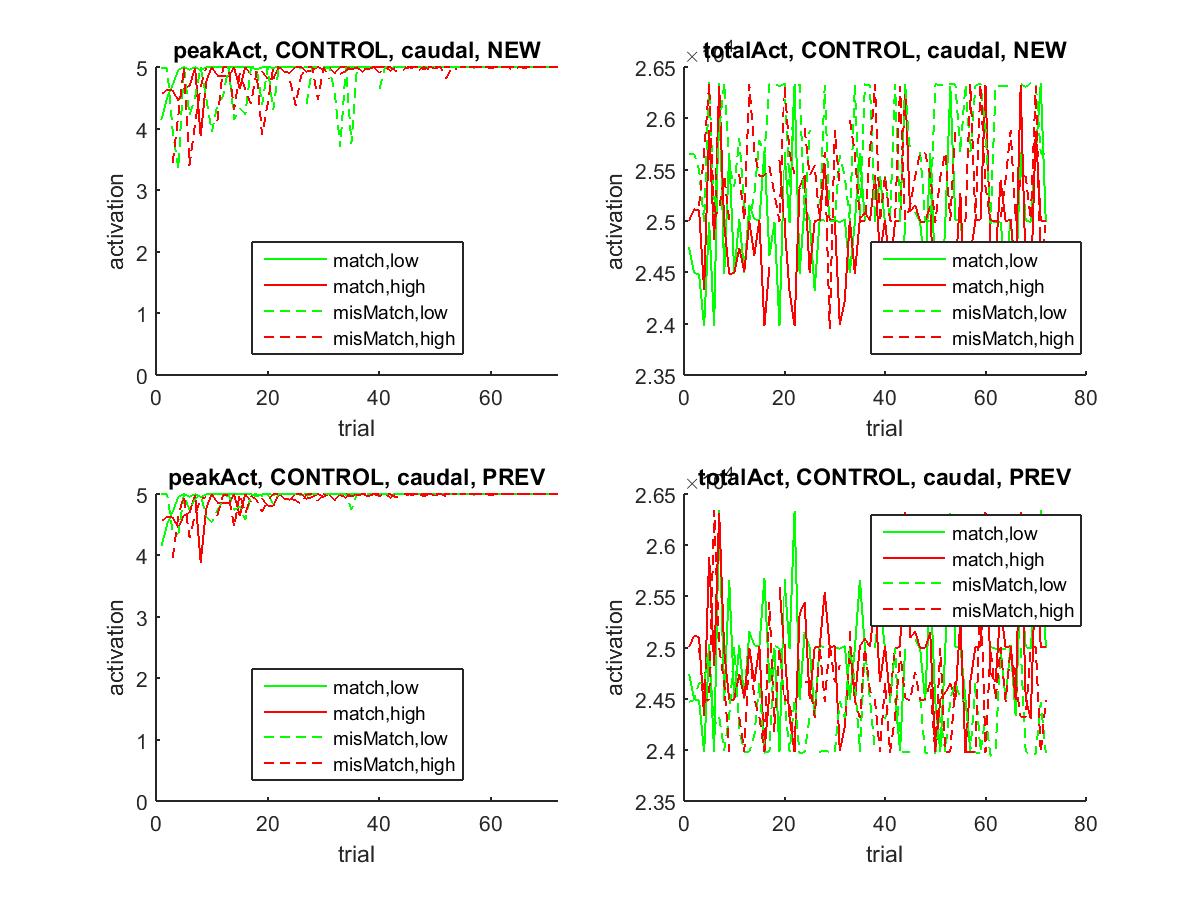 peakAct, CONTROL, caudal, NEW
5
4
3
2
1
0
activation
match,low
match,high
misMatch,low
misMatch,high
0 20 40 60
trial
totalAct, CONTROL, caudal, NEW
2.65
2.6
2.55
2.5
2.45
2.4
2.35
activation
match,low
match,high
misMatch,low
misMatch,high
0 20 40 60 80
trial
peakAct, CONTROL, caudal, PREV
5
4
3
2
1
0
activation
match,low
match,high
misMatch,low
misMatch,high
0 20 40 60
trial
totalAct, CONTROL, caudal, PREV
× 10⁴
2.65
2.6
2.55
2.5
2.45
2.4
2.35
activation
match,low
match,high
misMatch,low
misMatch,high
0 20 40 60 80
trial